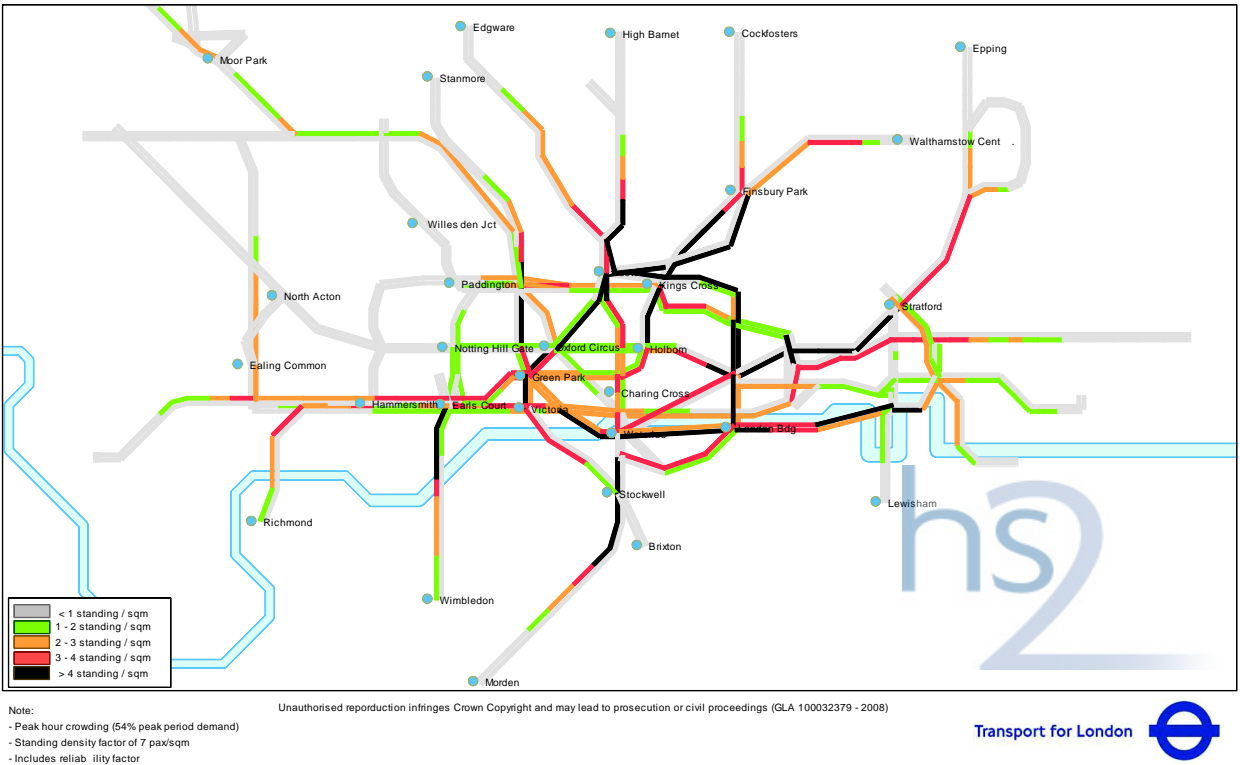 Edgware
High Barnet
Cockfosters
Epping
Moor Park
Stanmore
Walthamstow Cent .
Finsbury Park
Willesden Jct
Paddington
Kings Cross
North Acton
Stratford
Notting Hill Gate
Oxford Circus
Holborn
Ealing Common
Green Park
Charing Cross
Hammersmith
Earls Court
Victoria
Waterloo
London Bdg
Stockwell
Lewisham
Richmond
Brixton
hs2
Wimbledon
Morden
< 1 standing / sqm
1 - 2 standing / sqm
2 - 3 standing / sqm
3 - 4 standing / sqm
> 4 standing / sqm
Note:
- Peak hour crowding (54% peak period demand)
- Standing density factor of 7 pax/sqm
- Includes reliab ility factor
Unauthorised reporduction infringes Crown Copyright and may lead to prosecution or civil proceedings (GLA 100032379 - 2008)
Transport for London